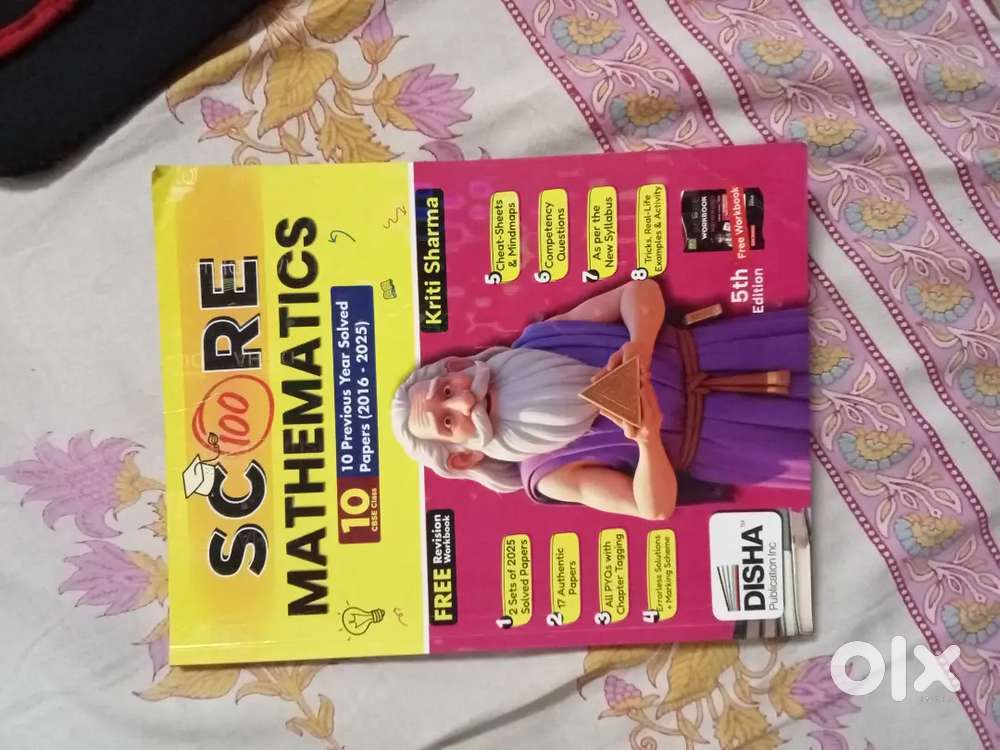 SC100RE
MATHEMATICS
10
CBSE Class
10 Previous Year Solved
Papers (2016 - 2025)
FREE Revision
Workbook
Kriti Sharma
1 2 Sets of 2025
Solved Papers
2 17 Authentic
Papers
3 All PYQs with
Chapter Tagging
4 Errorless Solutions
+ Marking Scheme
5 Cheat-Sheets
& Mindmaps
6 Competency
Questions
7 As per the
New Syllabus
8 Tricks, Real-Life
Examples & Activity
WORKBOOK
Free Workbook
5th
Edition
DISHA™
Publication Inc
olx